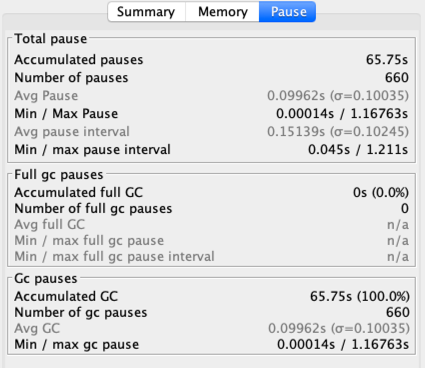 Summary Memory Pause
Total pause
Accumulated pauses 65.75s
Number of pauses 660
Avg Pause 0.09962s (σ=0.10035)
Min / Max Pause 0.00014s / 1.16763s
Avg pause interval 0.15139s (σ=0.10245)
Min / max pause interval 0.045s / 1.211s
Full gc pauses
Accumulated full GC 0s (0.0%)
Number of full gc pauses 0
Avg full GC n/a
Min / max full gc pause n/a
Min / max full gc pause interval n/a
Gc pauses
Accumulated GC 65.75s (100.0%)
Number of gc pauses 660
Avg GC 0.09962s (σ=0.10035)
Min / max gc pause 0.00014s / 1.16763s